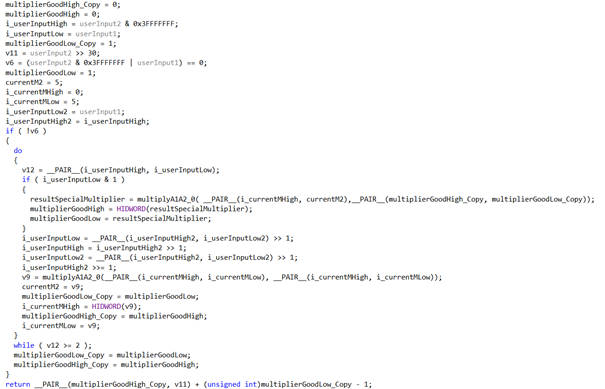 multiplierGoodHigh_Copy = 0;
multiplierGoodHigh = 0;
i_userInputHigh = userInput2 & 0x3FFFFFFF;
i_userInputLow = userInput1;
multiplierGoodLow_Copy = 1;
v11 = userInput2 >> 30;
v6 = (userInput2 & 0x3FFFFFFF | userInput1) == 0;
multiplierGoodLow = 1;
currentM2 = 5;
i_currentMHigh = 0;
i_currentMLow = 5;
i_userInputLow2 = userInput1;
i_userInputHigh2 = i_userInputHigh;
if ( !v6 )
{
do
{
v12 = __PAIR__(i_userInputHigh, i_userInputLow);
if ( i_userInputLow & 1 )
{
resultSpecialMultiplier = multiplyA1A2_0( __PAIR__(i_currentMHigh, currentM2),__PAIR__(multiplierGoodHigh_Copy, multiplierGoodLow_Copy));
multiplierGoodHigh = HIDWORD(resultSpecialMultiplier);
multiplierGoodLow = resultSpecialMultiplier;
}
i_userInputLow = __PAIR__(i_userInputHigh2, i_userInputLow2) >> 1;
i_userInputHigh = i_userInputHigh2 >> 1;
i_userInputLow2 = __PAIR__(i_userInputHigh2, i_userInputLow2) >> 1;
i_userInputHigh2 >>= 1;
v9 = multiplyA1A2_0(__PAIR__(i_currentMHigh, i_currentMLow), __PAIR__(i_currentMHigh, i_currentMLow));
currentM2 = v9;
multiplierGoodLow_Copy = multiplierGoodLow;
i_currentMHigh = HIDWORD(v9);
multiplierGoodHigh_Copy = multiplierGoodHigh;
i_currentMLow = v9;
}
while ( v12 >= 2 );
multiplierGoodLow_Copy = multiplierGoodLow;
multiplierGoodHigh_Copy = multiplierGoodHigh;
}
return __PAIR__(multiplierGoodHigh_Copy, v11) + (unsigned int)multiplierGoodLow_Copy - 1;